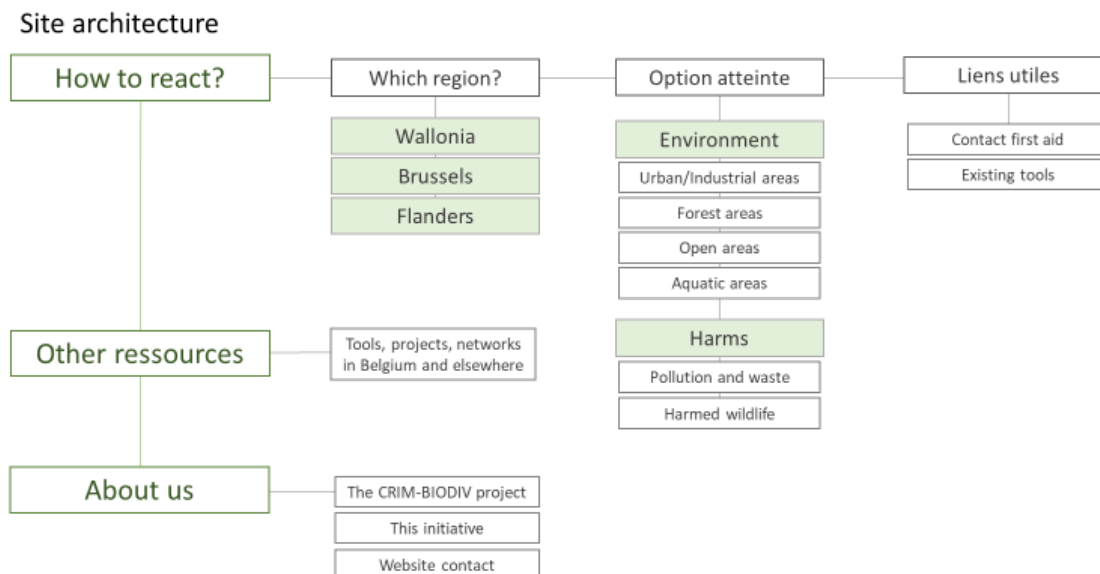 Site architecture
How to react?
Which region?
Option atteinte
Liens utiles
Wallonia
Brussels
Flanders
Environment
Urban/Industrial areas
Forest areas
Open areas
Aquatic areas
Contact first aid
Existing tools
Harms
Pollution and waste
Harmed wildlife
Other ressources
Tools, projects, networks
in Belgium and elsewhere
About us
The CRIM-BIODIV project
This initiative
Website contact